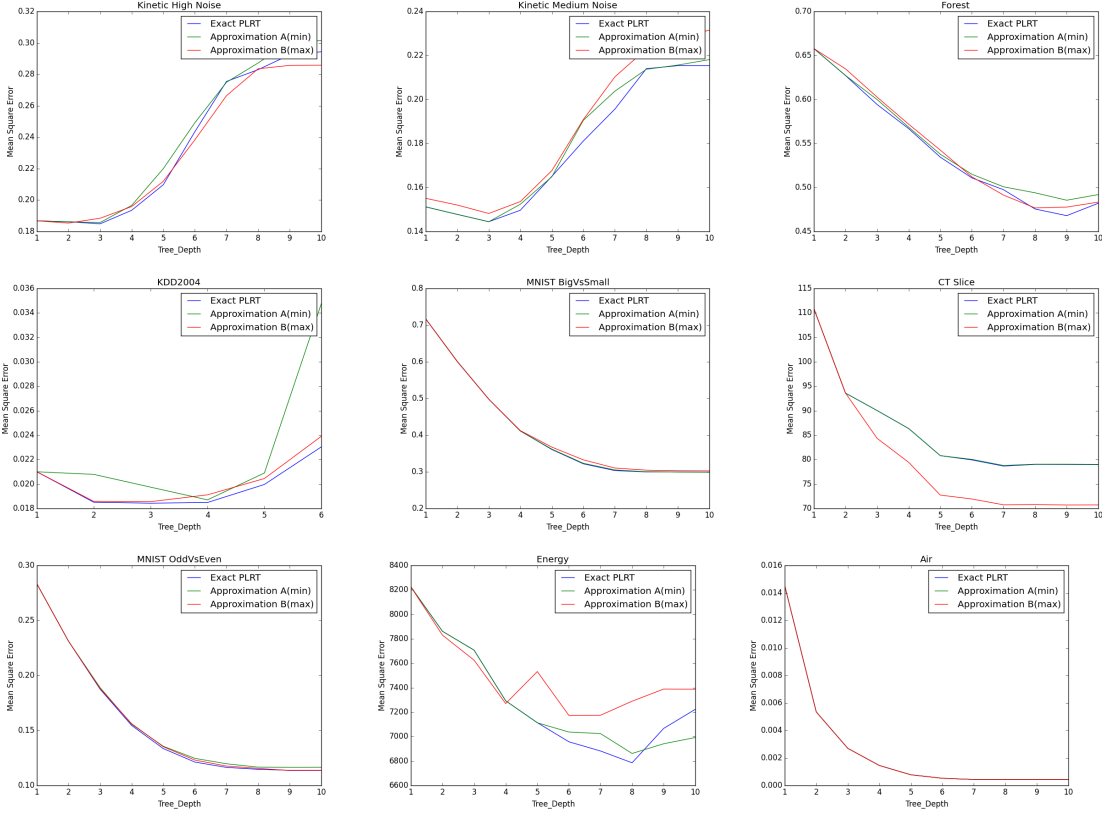 Kinetic High Noise
0.32
0.30
0.28
0.26
0.24
0.22
0.20
0.18
Mean Square Error
Exact PLRT
Approximation A(min)
Approximation B(max)
1 2 3 4 5 6 7 8 9 10
Tree_Depth
Kinetic Medium Noise
0.24
0.22
0.20
0.18
0.16
0.14
Mean Square Error
Exact PLRT
Approximation A(min)
Approximation B(max)
1 2 3 4 5 6 7 8 9 10
Tree_Depth
Forest
0.70
0.65
0.60
0.55
0.50
0.45
Mean Square Error
Exact PLRT
Approximation A(min)
Approximation B(max)
1 2 3 4 5 6 7 8 9 10
Tree_Depth
KDD2004
0.036
0.034
0.032
0.030
0.028
0.026
0.024
0.022
0.020
0.018
Mean Square Error
Exact PLRT
Approximation A(min)
Approximation B(max)
1 2 3 4 5 6
Tree_Depth
MNIST BigVsSmall
0.8
0.7
0.6
0.5
0.4
0.3
0.2
Mean Square Error
Exact PLRT
Approximation A(min)
Approximation B(max)
1 2 3 4 5 6 7 8 9 10
Tree_Depth
CT Slice
115
110
105
100
95
90
85
80
75
70
Mean Square Error
Exact PLRT
Approximation A(min)
Approximation B(max)
1 2 3 4 5 6 7 8 9 10
Tree_Depth
MNIST OddVsEven
0.30
0.25
0.20
0.15
0.10
Mean Square Error
Exact PLRT
Approximation A(min)
Approximation B(max)
1 2 3 4 5 6 7 8 9 10
Tree_Depth
Energy
8400
8200
8000
7800
7600
7400
7200
7000
6800
6600
Mean Square Error
Exact PLRT
Approximation A(min)
Approximation B(max)
1 2 3 4 5 6 7 8 9 10
Tree_Depth
Air
0.016
0.014
0.012
0.010
0.008
0.006
0.004
0.002
0.000
Mean Square Error
Exact PLRT
Approximation A(min)
Approximation B(max)
1 2 3 4 5 6 7 8 9 10
Tree_Depth